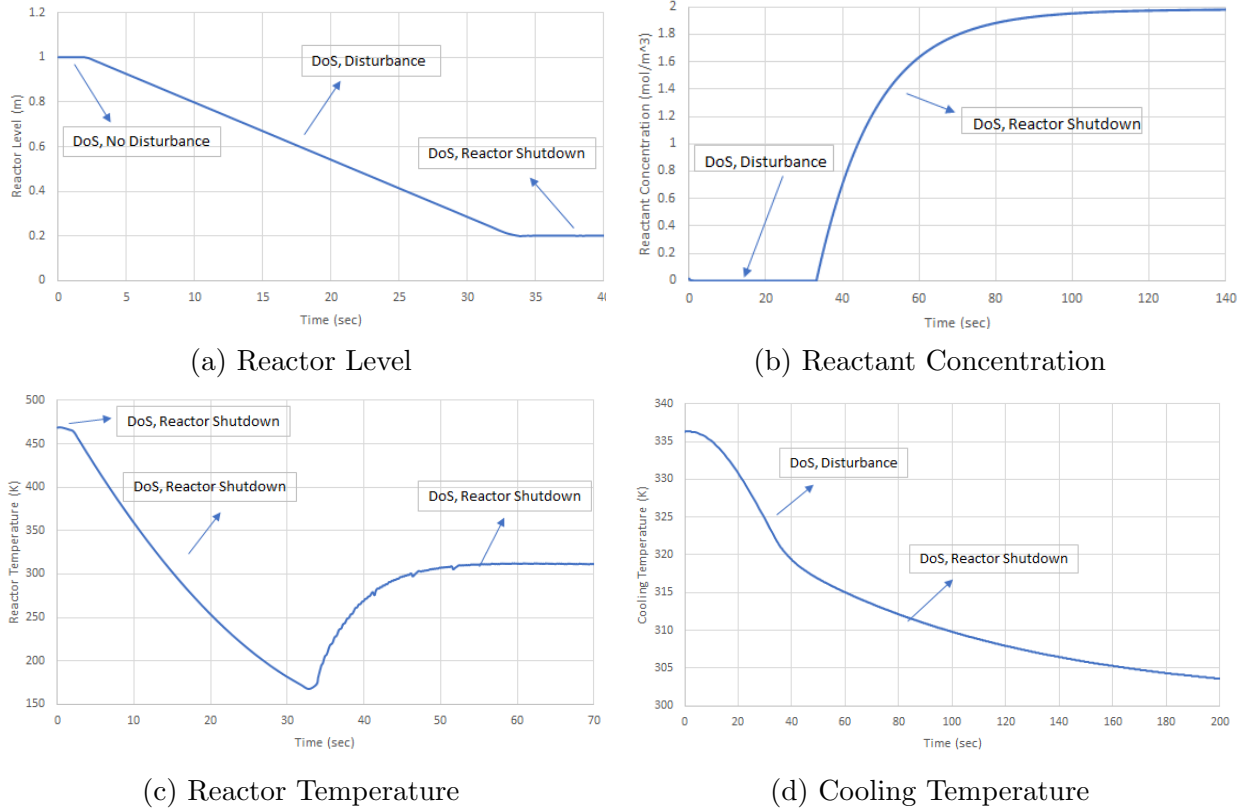 1.2
1
0.8
0.6
0.4
0.2
0
Reactor Level (m)
DoS, No Disturbance
DoS, Disturbance
DoS, Reactor Shutdown
0 5 10 15 20 25 30 35 40
Time (sec)
(a) Reactor Level
2
1.8
1.6
1.4
1.2
1
0.8
0.6
0.4
0.2
0
Reactant Concentration (mol/m^3)
DoS, Disturbance
DoS, Reactor Shutdown
0 20 40 60 80 100 120 140
Time (sec)
(b) Reactant Concentration
500
450
400
350
300
250
200
150
Reactor Temperature (K)
DoS, Reactor Shutdown
DoS, Reactor Shutdown
DoS, Reactor Shutdown
0 10 20 30 40 50 60 70
Time (sec)
(c) Reactor Temperature
340
335
330
325
320
315
310
305
300
Cooling Temperature (K)
DoS, Disturbance
DoS, Reactor Shutdown
0 20 40 60 80 100 120 140 160 180 200
Time (sec)
(d) Cooling Temperature